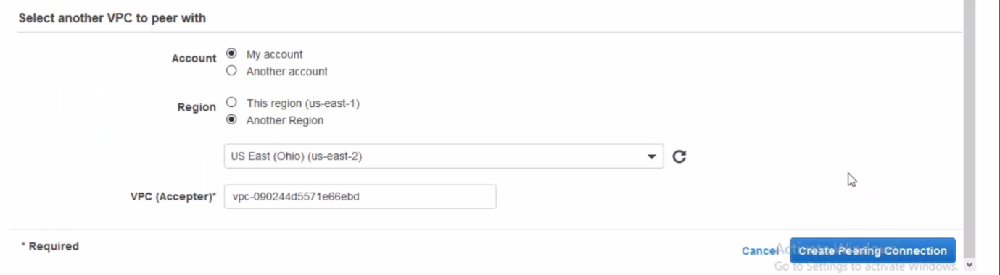 Select another VPC to peer with
Account
My account
Another account
Region
This region (us-east-1)
Another Region
US East (Ohio) (us-east-2)
VPC (Accepter)*
vpc-090244d5571e66ebd
* Required
Cancel
Create Peering Connection
Activate Windows
Go to Settings to activate Windows.